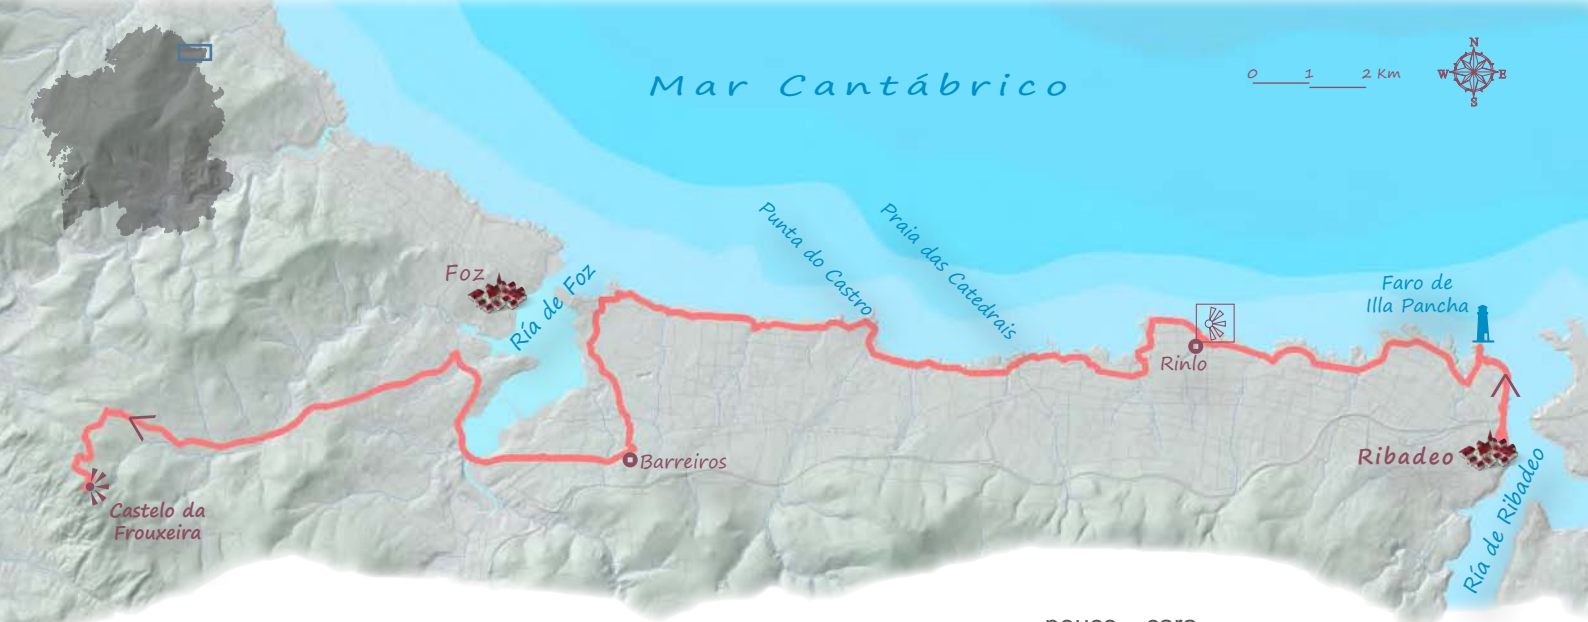 N
W E
S
0 1 2 Km
Mar Cantábrico
Punta do Castro
Praia das Catedrais
Foz
Ría de Foz
Faro de
Illa Pancha
Rinlo
Barreiros
Ribadeo
Ría de Ribadeo
Castelo da
Frouxeira